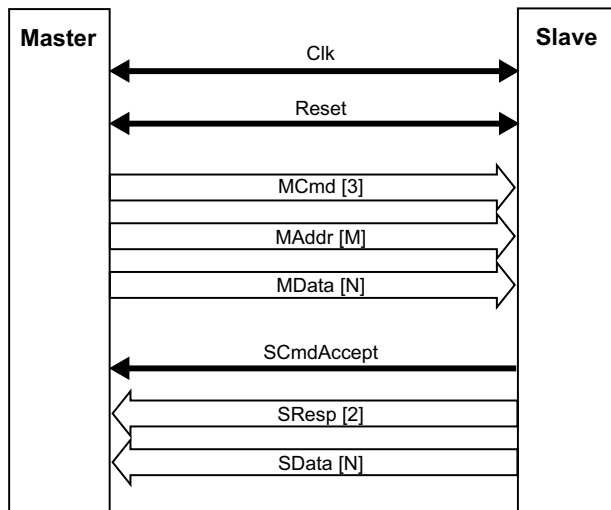 Master
Slave
Clk
Reset
MCmd [3]
MAddr [M]
MData [N]
SCmdAccept
SResp [2]
SData [N]